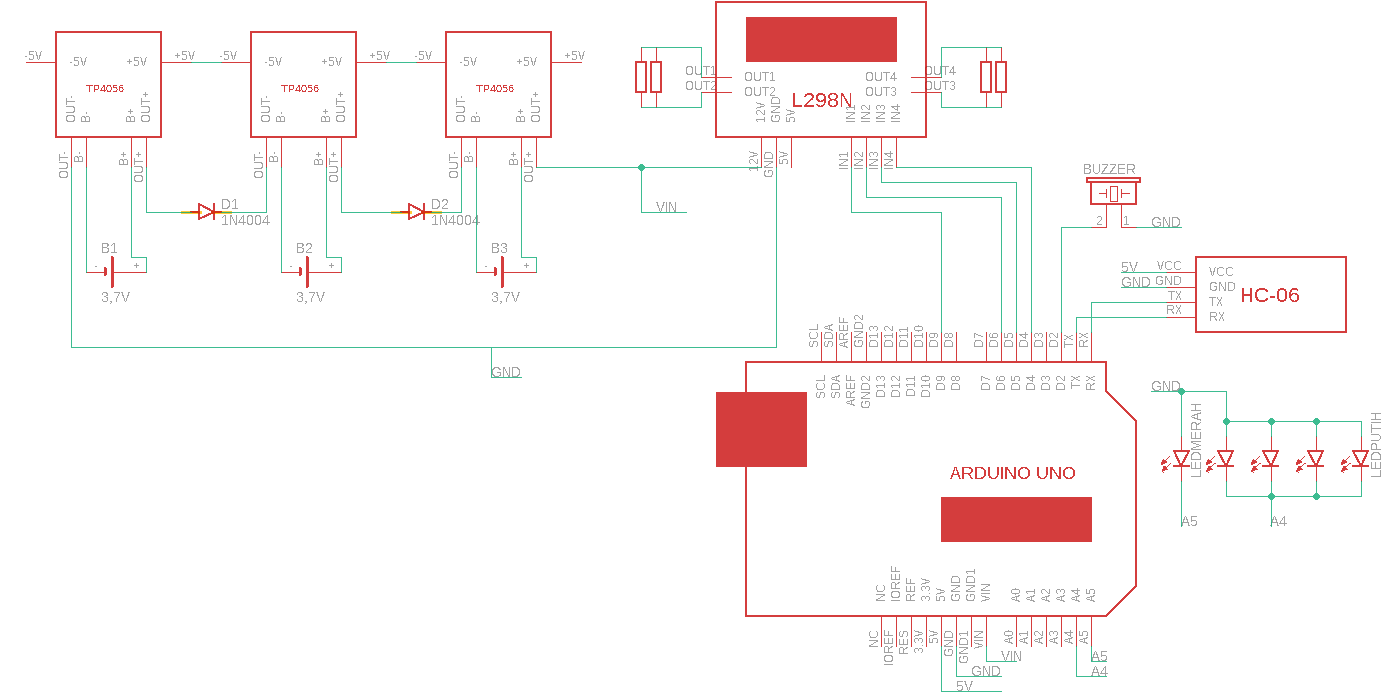 -5V
-5V
+5V
TP4056
OUT-
B-
B+
OUT+
OUT-
B-
B+
OUT+
+5V
-5V
-5V
+5V
TP4056
OUT-
B-
B+
OUT+
OUT-
B-
B+
OUT+
+5V
-5V
-5V
+5V
TP4056
OUT-
B-
B+
OUT+
OUT-
B-
B+
OUT+
+5V
D1
1N4004
D2
1N4004
B1
- +
3,7V
B2
- +
3,7V
B3
- +
3,7V
GND
VIN
OUT1
OUT2
OUT1
OUT2
OUT4
OUT3
OUT4
OUT3
L298N
12V
GND
5V
IN1
IN2
IN3
IN4
12V
GND
5V
IN1
IN2
IN3
IN4
BUZZER
2
1
GND
5V
GND
VCC
GND
TX
RX
VCC
GND
TX
RX
HC-06
SCL
SDA
AREF
GND2
D13
D12
D11
D10
D9
D8
D7
D6
D5
D4
D3
D2
TX
RX
SCL
SDA
AREF
GND2
D13
D12
D11
D10
D9
D8
D7
D6
D5
D4
D3
D2
TX
RX
ARDUINO UNO
NC
IOREF
REF
3.3V
5V
GND
GND1
VIN
A0
A1
A2
A3
A4
A5
NC
IOREF
RES
3.3V
5V
GND
GND1
VIN
A0
A1
A2
A3
A4
A5
VIN
GND
5V
A5
A4
GND
LEDMERAH
LEDPUTIH
A5
A4